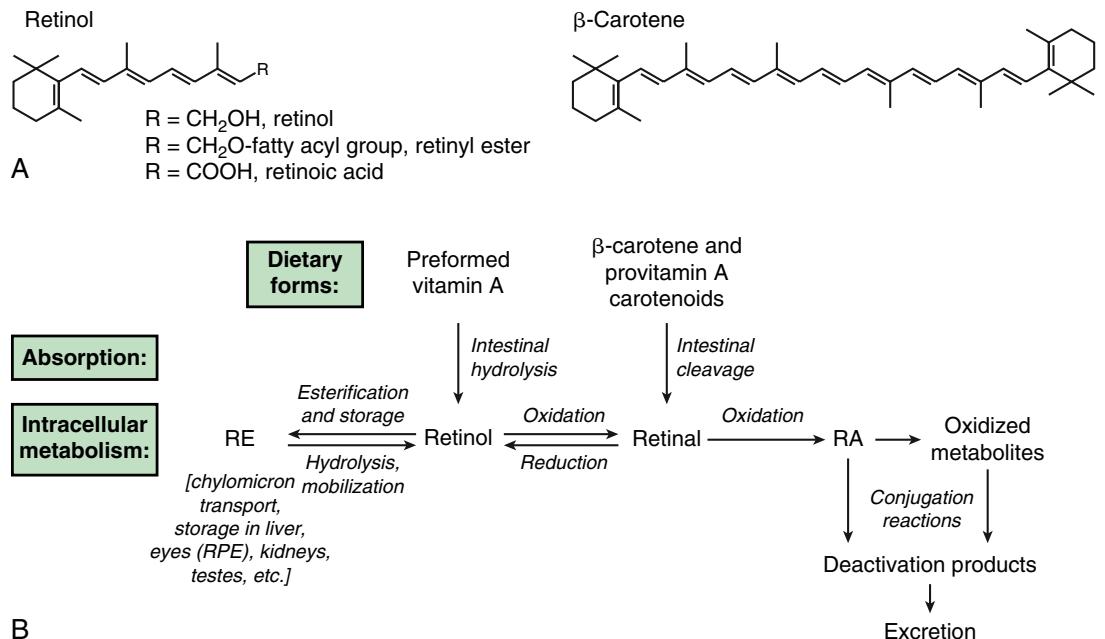 Retinol
β-Carotene
R
R = CH₂OH, retinol
R = CH₂O-fatty acyl group, retinyl ester
R = COOH, retinoic acid
A
Dietary
forms:
Preformed
vitamin A
β-carotene and
provitamin A
carotenoids
Absorption:
Intestinal
hydrolysis
Intestinal
cleavage
Intracellular
metabolism:
RE
Esterification
and storage
Hydrolysis,
mobilization
Retinol
Oxidation
Reduction
Retinal
Oxidation
RA
Oxidized
metabolites
[chylomicron
transport,
storage in liver,
eyes (RPE), kidneys,
testes, etc.]
Conjugation
reactions
Deactivation products
Excretion
B